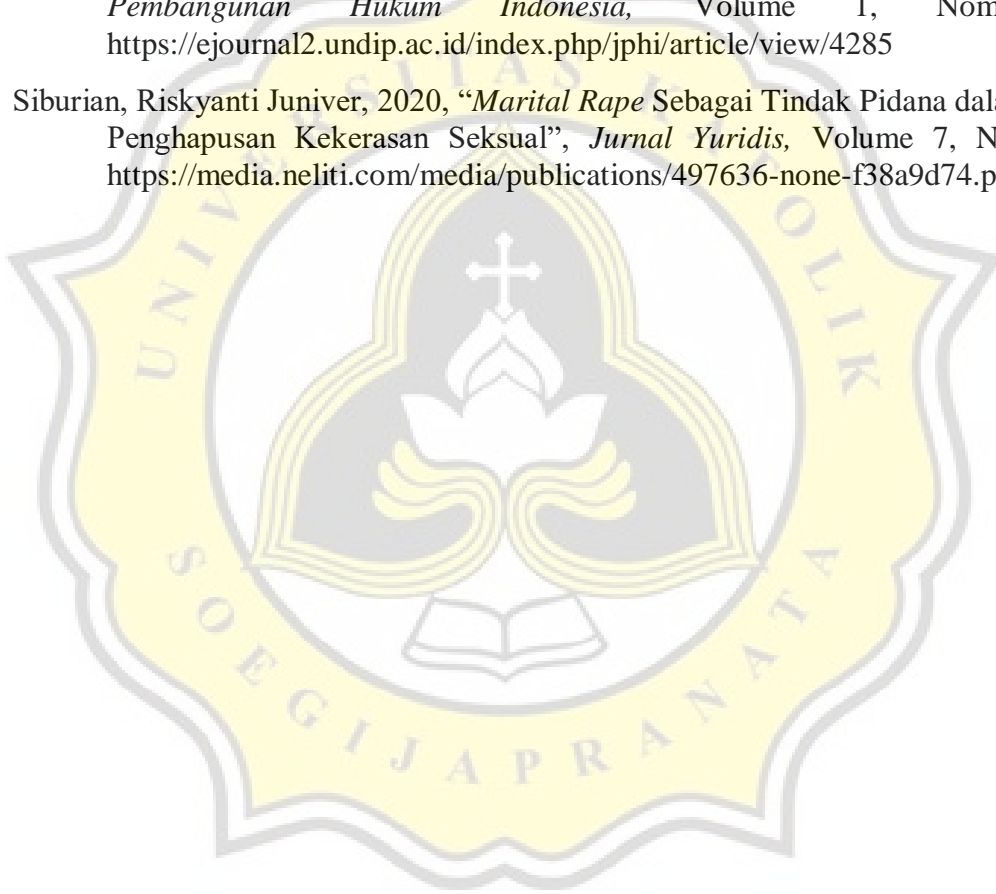 Pembangunan Hukum Indonesia, Volume 1, Nom
https://ejournal2.undip.ac.id/index.php/jphi/article/view/4285
Siburian, Riskyanti Juniver, 2020, “Marital Rape Sebagai Tindak Pidana dala
Penghapusan Kekerasan Seksual”, Jurnal Yuridis, Volume 7, N
https://media.neliti.com/media/publications/497636-none-f38a9d74.p
UNIVERSITAS KATOLIK
SOEGIJAPRANATA